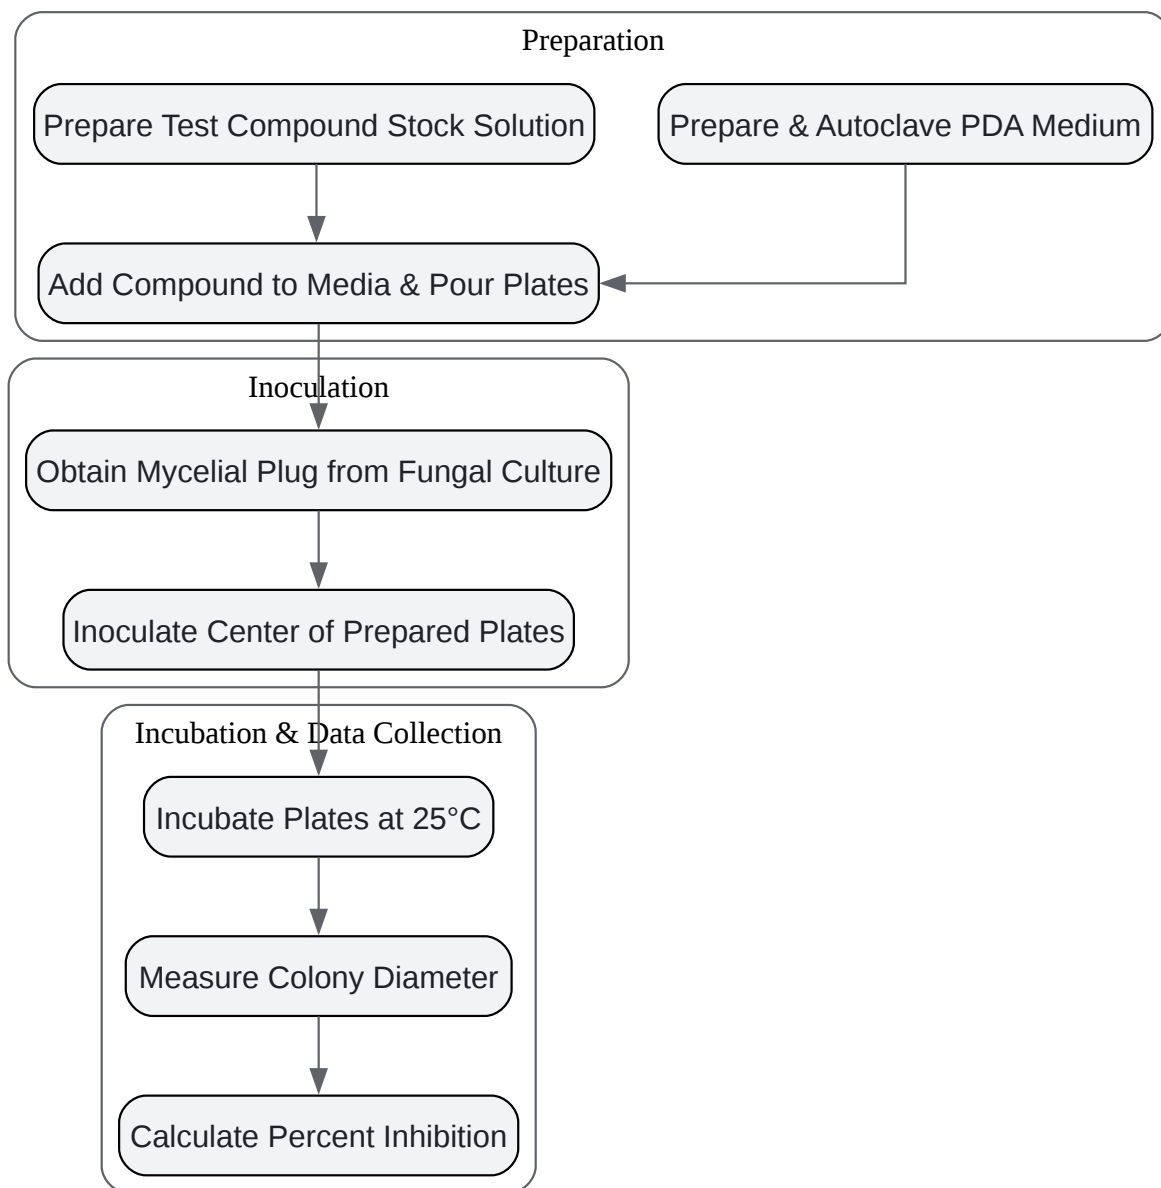 Preparation
Prepare Test Compound Stock Solution
Prepare & Autoclave PDA Medium
Add Compound to Media & Pour Plates
Inoculation
Obtain Mycelial Plug from Fungal Culture
Inoculate Center of Prepared Plates
Incubation & Data Collection
Incubate Plates at 25°C
Measure Colony Diameter
Calculate Percent Inhibition